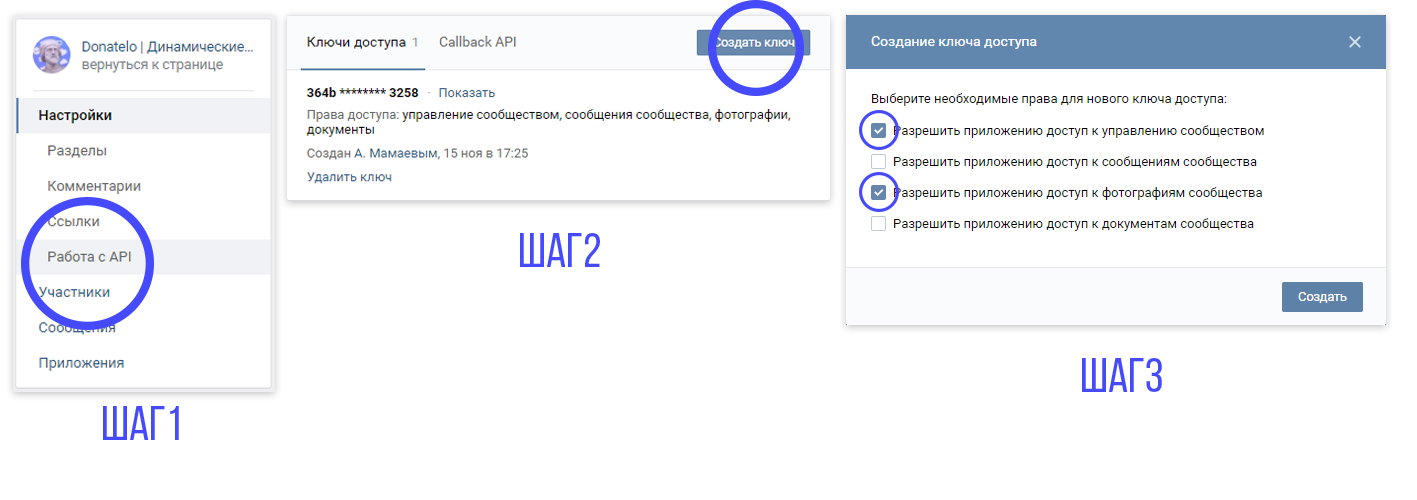 Donatelo | Динамические...
вернуться к странице
Настройки
Разделы
Комментарии
Ссылки
Работа с API
Участники
Сообщения
Приложения
ШАГ1
Ключи доступа 1 Callback API Создать ключ
364b ******** 3258 · Показать
Права доступа: управление сообществом, сообщения сообщества, фотографии,
документы
Создан А. Мамаевым, 15 ноя в 17:25
Удалить ключ
ШАГ2
Создание ключа доступа
Выберите необходимые права для нового ключа доступа:
Разрешить приложению доступ к управлению сообществом
Разрешить приложению доступ к сообщениям сообщества
Разрешить приложению доступ к фотографиям сообщества
Разрешить приложению доступ к документам сообщества
Создать
ШАГ3